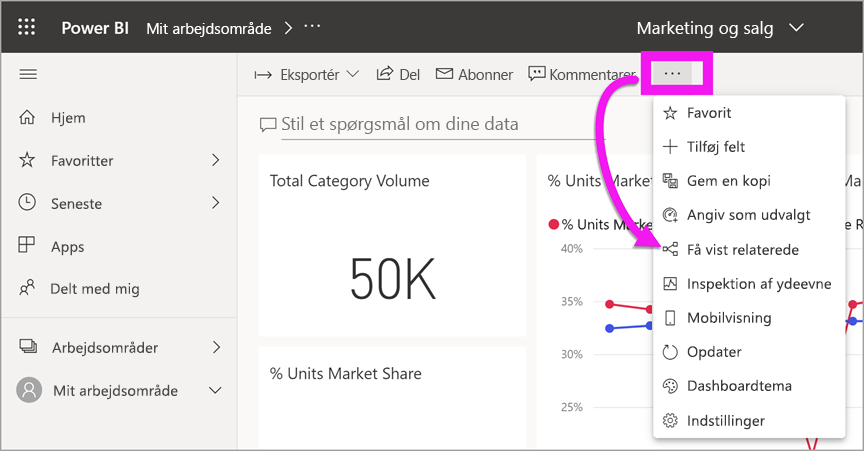 Power BI Mit arbejdsområde > ...
Marketing og salg
Exportér Del Abonner Kommentarer ...
Hjem
Favoritter
Seneste
Apps
Delt med mig
Arbejdsområder
Mit arbejdsområde
Stil et spørgsmål om dine data
Total Category Volume
50K
% Units Market Share
% Units Market
% Units Mark
40%
35%
30%
25%
Favorit
Tilføj felt
Gem en kopi
Angiv som udvalgt
Få vist relaterede
Inspektion af ydeevne
Mobilvisning
Opdater
Dashboardtema
Indstillinger